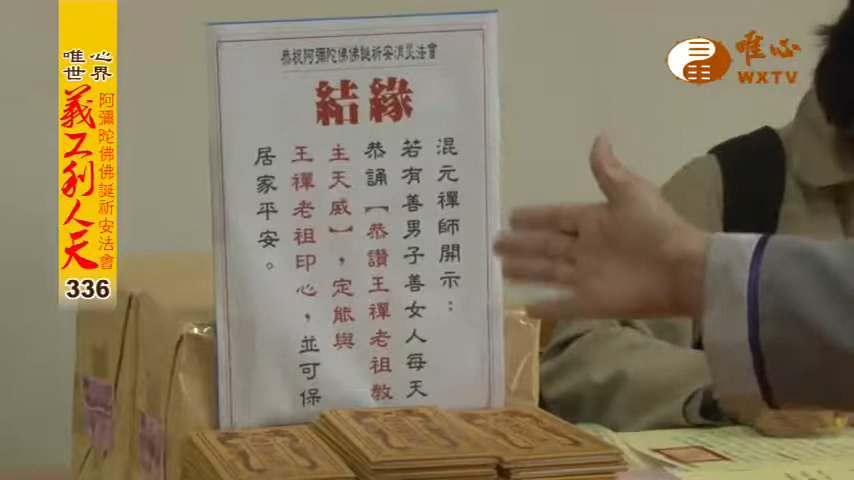 唯心
世界
義工利人天
阿彌陀佛佛誕祈安法會
336
恭祝阿彌陀佛佛誕祈安消災法會
結緣
混元禪師開示：
若有善男子善女人每天
恭誦【恭讚王禪老祖教
主天威】，定能與
王禪老祖印心，並可保
居家平安。
唯心
WXTV